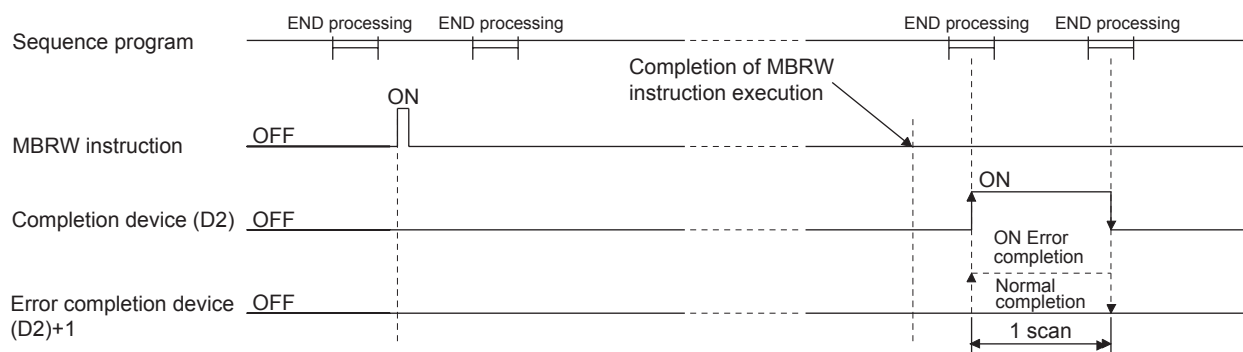 END processing END processing END processing END processing
Sequence program
Completion of MBRW
instruction execution
ON
OFF
MBRW instruction
ON
Completion device (D2) OFF
ON Error
completion
Normal
completion
Error completion device OFF
(D2)+1
1 scan